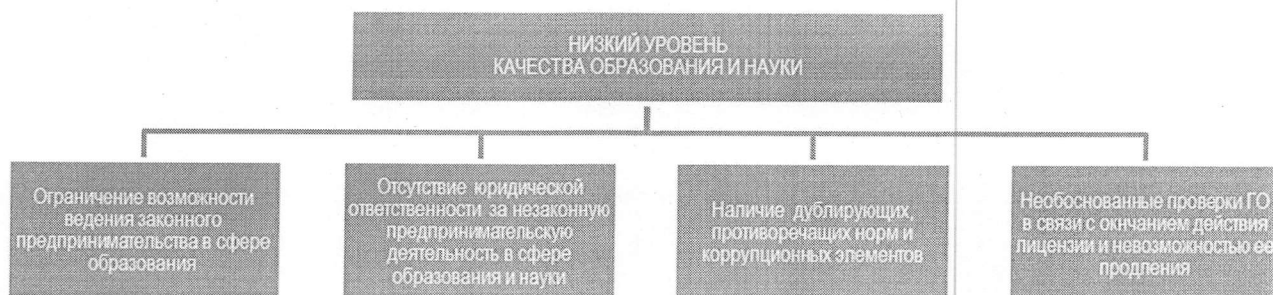 НИЗКИЙ УРОВЕНЬ
КАЧЕСТВА ОБРАЗОВАНИЯ И НАУКИ
Ограничение возможности
ведения законного
предпринимательства в сфере
образования
Отсутствие юридической
ответственности за незаконную
предпринимательскую
деятельность в сфере
образования и науки
Наличие дублирующих,
противоречащих норм и
коррупционных элементов
Необоснованные проверки ГО
в связи с окнчанием действия
лицензии и невозможностью ее
продления